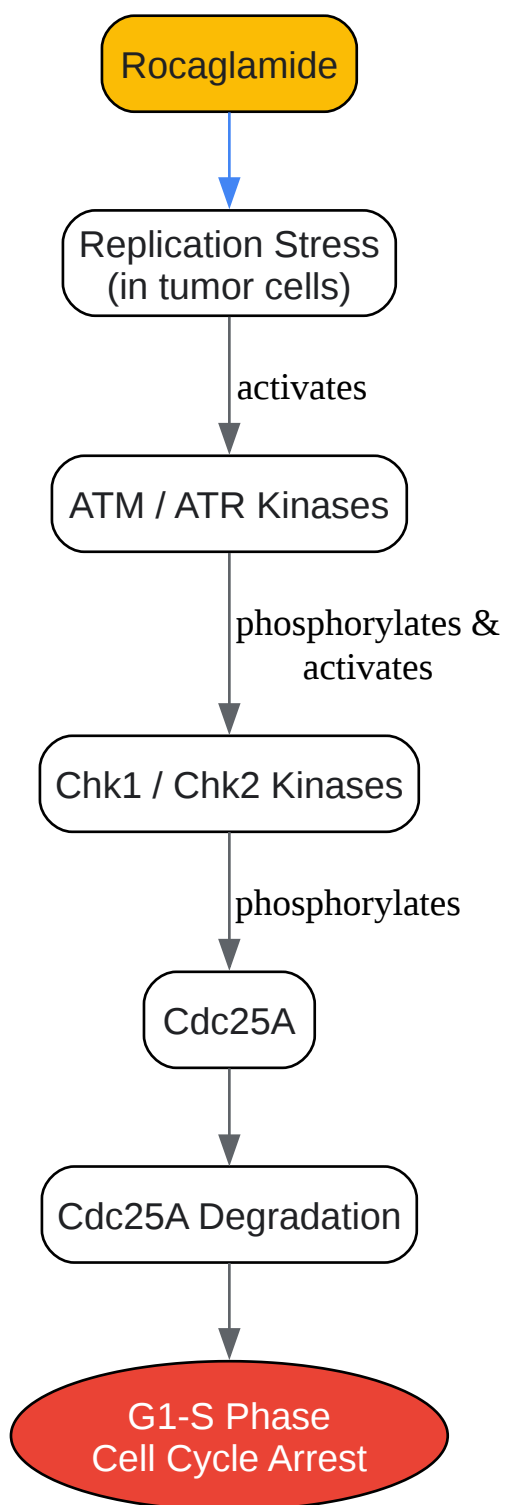 Rocaglamide
Replication Stress
(in tumor cells)
activates
ATM / ATR Kinases
phosphorylates &
activates
Chk1 / Chk2 Kinases
phosphorylates
Cdc25A
Cdc25A Degradation
G1-S Phase
Cell Cycle Arrest